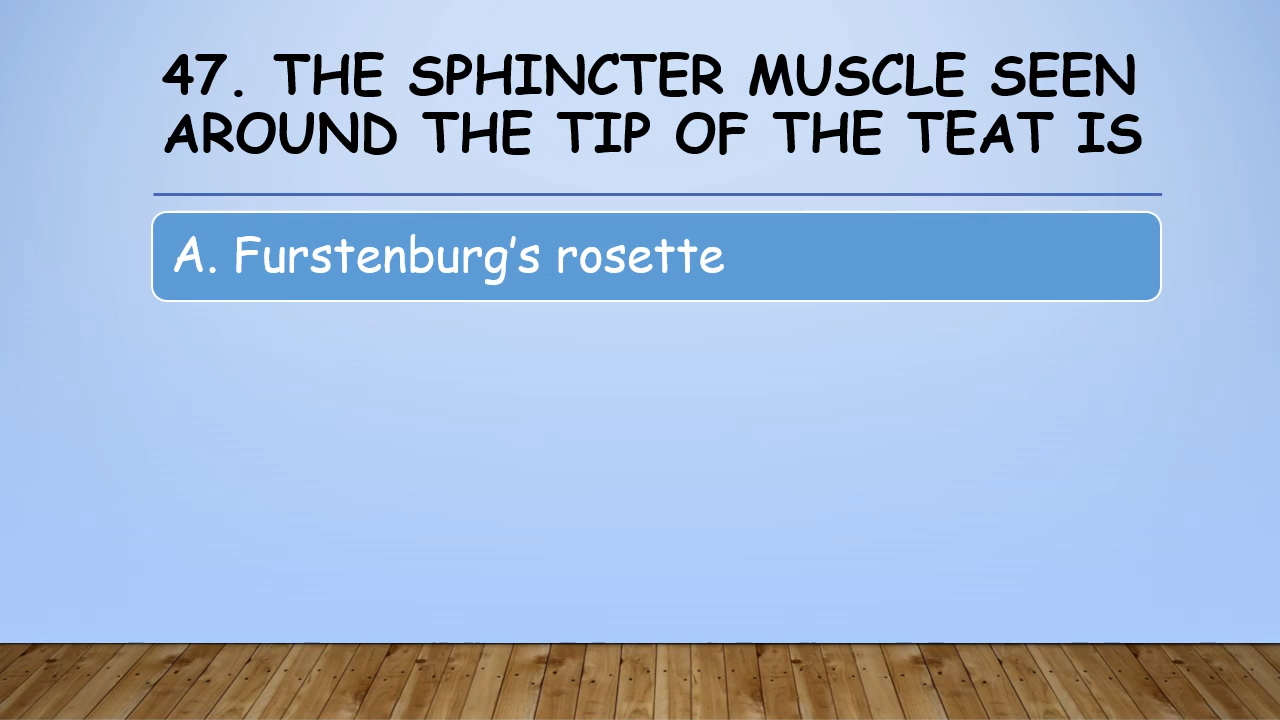 47. THE SPHINCTER MUSCLE SEEN
AROUND THE TIP OF THE TEAT IS
A. Furstenburg’s rosette